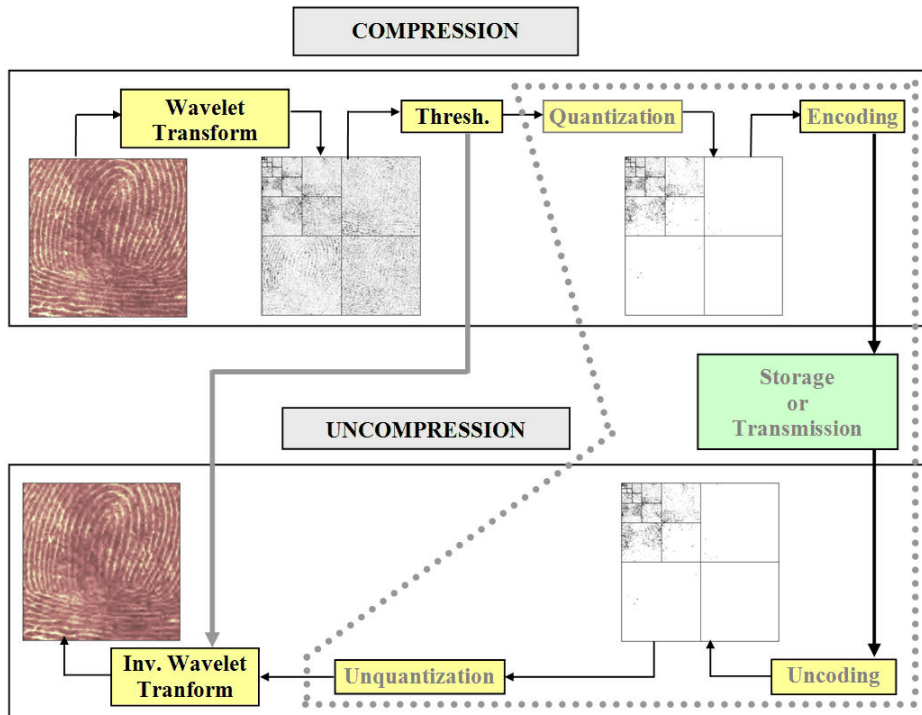 COMPRESSION
Wavelet
Transform
Thresh.
Quantization
Encoding
Storage
or
Transmission
UNCOMPRESSION
Inv. Wavelet
Tranform
Unquantization
Uncoding